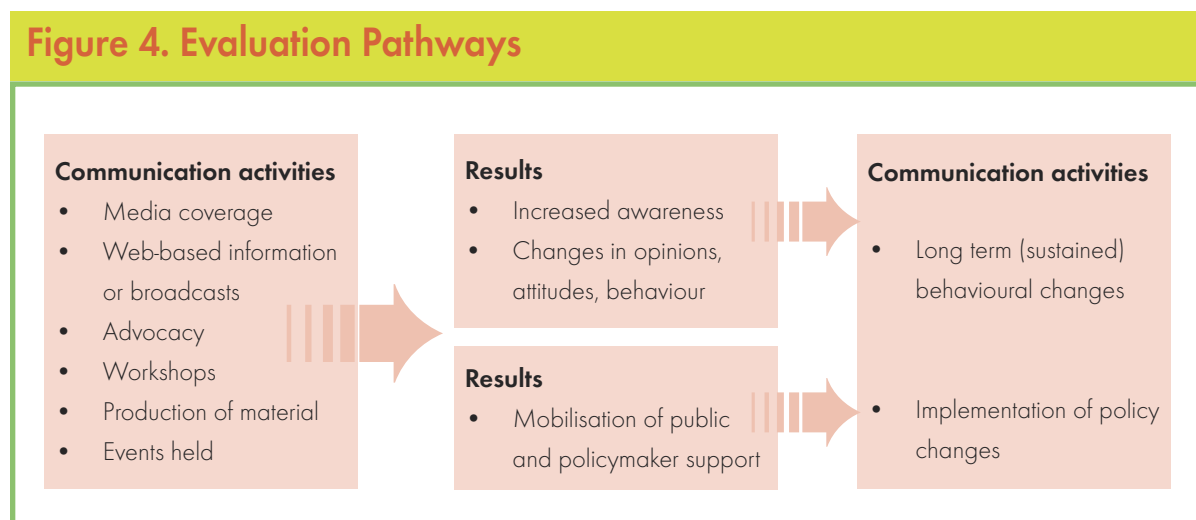 Figure 4. Evaluation Pathways
Communication activities
• Media coverage
• Web-based information
or broadcasts
• Advocacy
• Workshops
• Production of material
• Events held
Results
• Increased awareness
• Changes in opinions,
attitudes, behaviour
Results
• Mobilisation of public
and policymaker support
Communication activities
• Long term (sustained)
behavioural changes
• Implementation of policy
changes